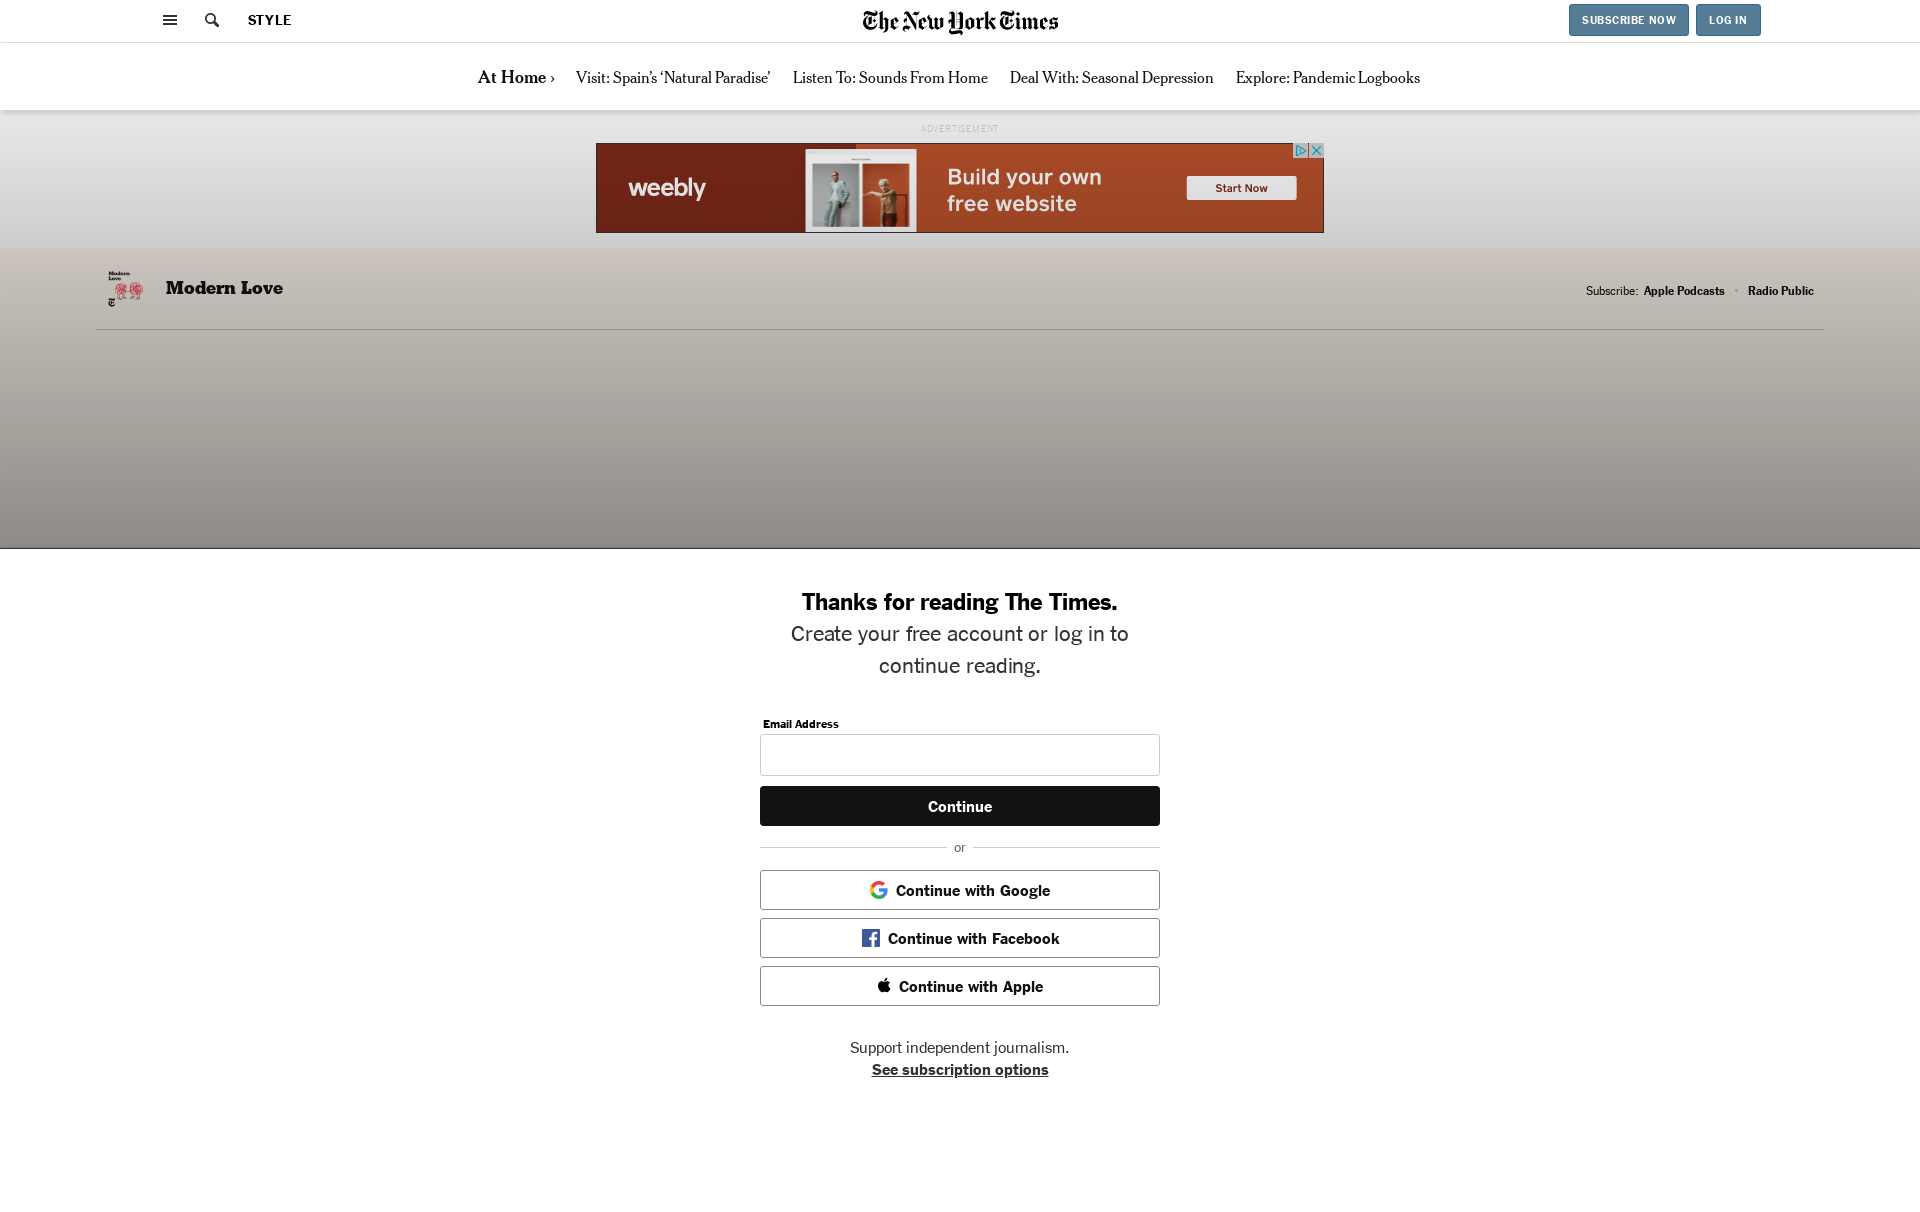 STYLE
The New York Times
SUBSCRIBE NOW
LOG IN
At Home ›
Visit: Spain’s ‘Natural Paradise’
Listen To: Sounds From Home
Deal With: Seasonal Depression
Explore: Pandemic Logbooks
ADVERTISEMENT
weebly
Build your own
free website
Start Now
Modern
Love
T
Modern Love
Subscribe: Apple Podcasts • Radio Public
Thanks for reading The Times.
Create your free account or log in to
continue reading.
Email Address
Continue
or
Continue with Google
Continue with Facebook
Continue with Apple
Support independent journalism.
See subscription options